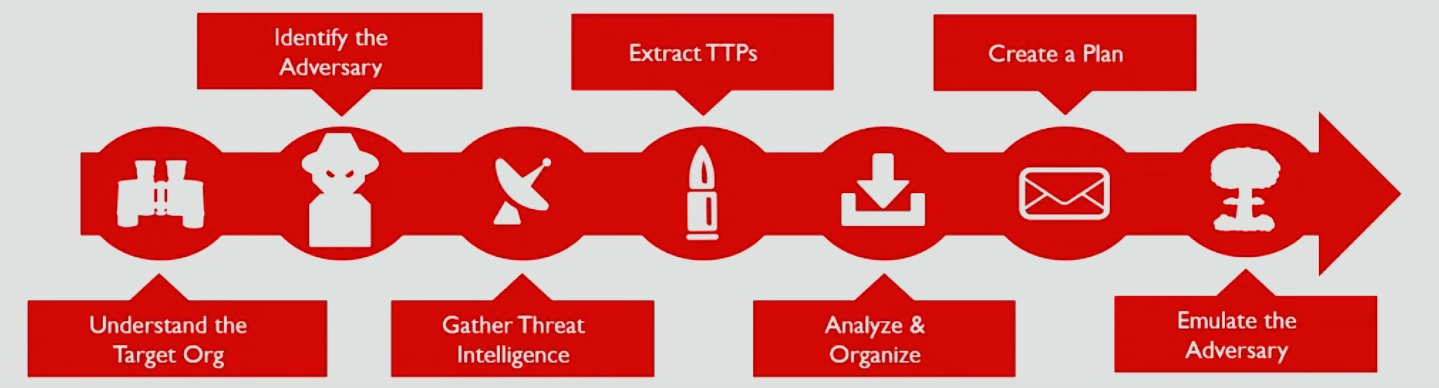 Understand the
Target Org
Identify the
Adversary
Gather Threat
Intelligence
Extract TTPs
Analyze &
Organize
Create a Plan
Emulate the
Adversary